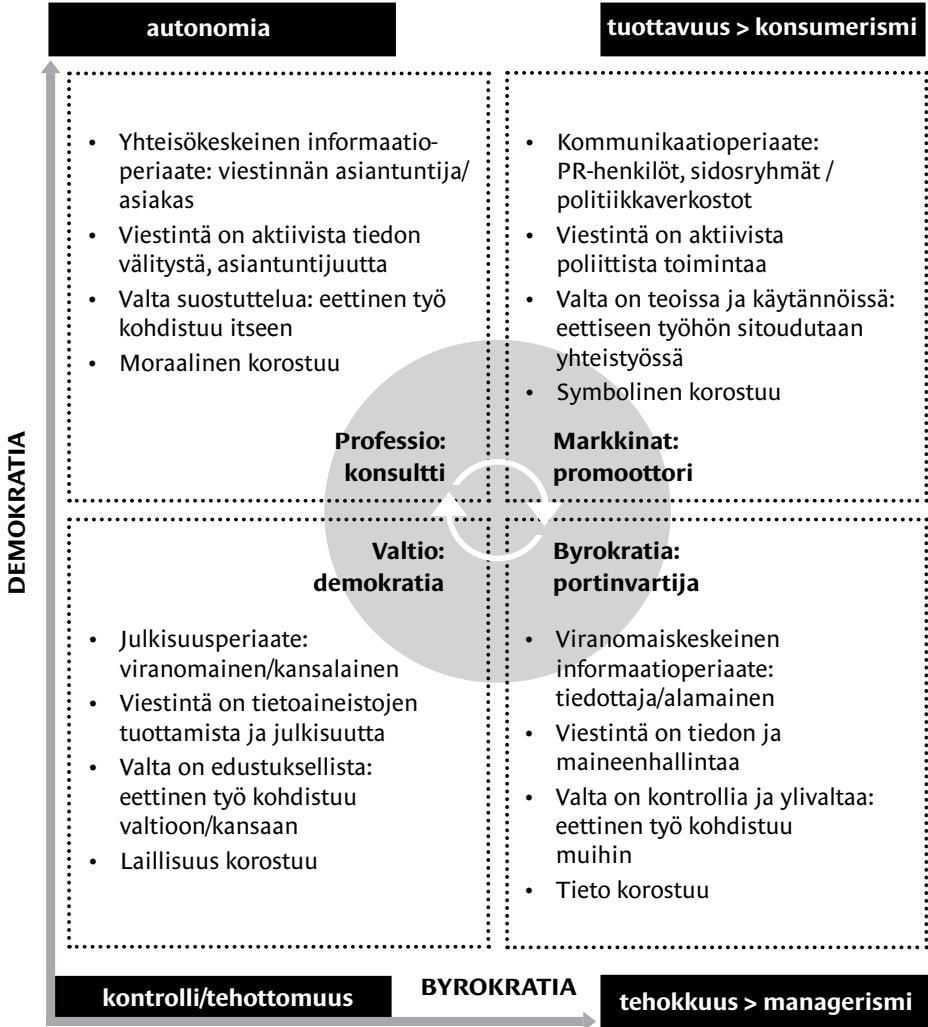 autonomia
tuottavuus > konsumerismi
• Yhteisökeskeinen informaatio-
periaate: viestinnän asiantuntija/
asiakas
• Viestintä on aktiivista tiedon
välitystä, asiantuntijuutta
• Valta suostuttelua: eettinen työ
kohdistuu itseen
• Moraalinen korostuu
Professio:
konsultti
• Kommunikaatioperiaate:
PR-henkilöt, sidosryhmät /
politiikkaverkostot
• Viestintä on aktiivista
poliittista toimintaa
• Valta on teoissa ja käytännöissä:
eettiseen työhön sitoudutaan
yhteistyössä
• Symbolinen korostuu
Markkinat:
promoottori
DEMOKRATIA
Valtio:
demokratia
• Julkisuusperiaate:
viranomainen/kansalainen
• Viestintä on tietoaineistojen
tuottamista ja julkisuutta
• Valta on edustuksellista:
eettinen työ kohdistuu
valtioon/kansaan
• Laillisuus korostuu
Byrokratia:
portinvartija
• Viranomaiskeskeinen
informaatioperiaate:
tiedottaja/alamainen
• Viestintä on tiedon ja
maineenhallintaa
• Valta on kontrollia ja ylivaltaa:
eettinen työ kohdistuu
muihin
• Tieto korostuu
kontrolli/tehottomuus
BYROKRATIA
tehokkuus > managerismi